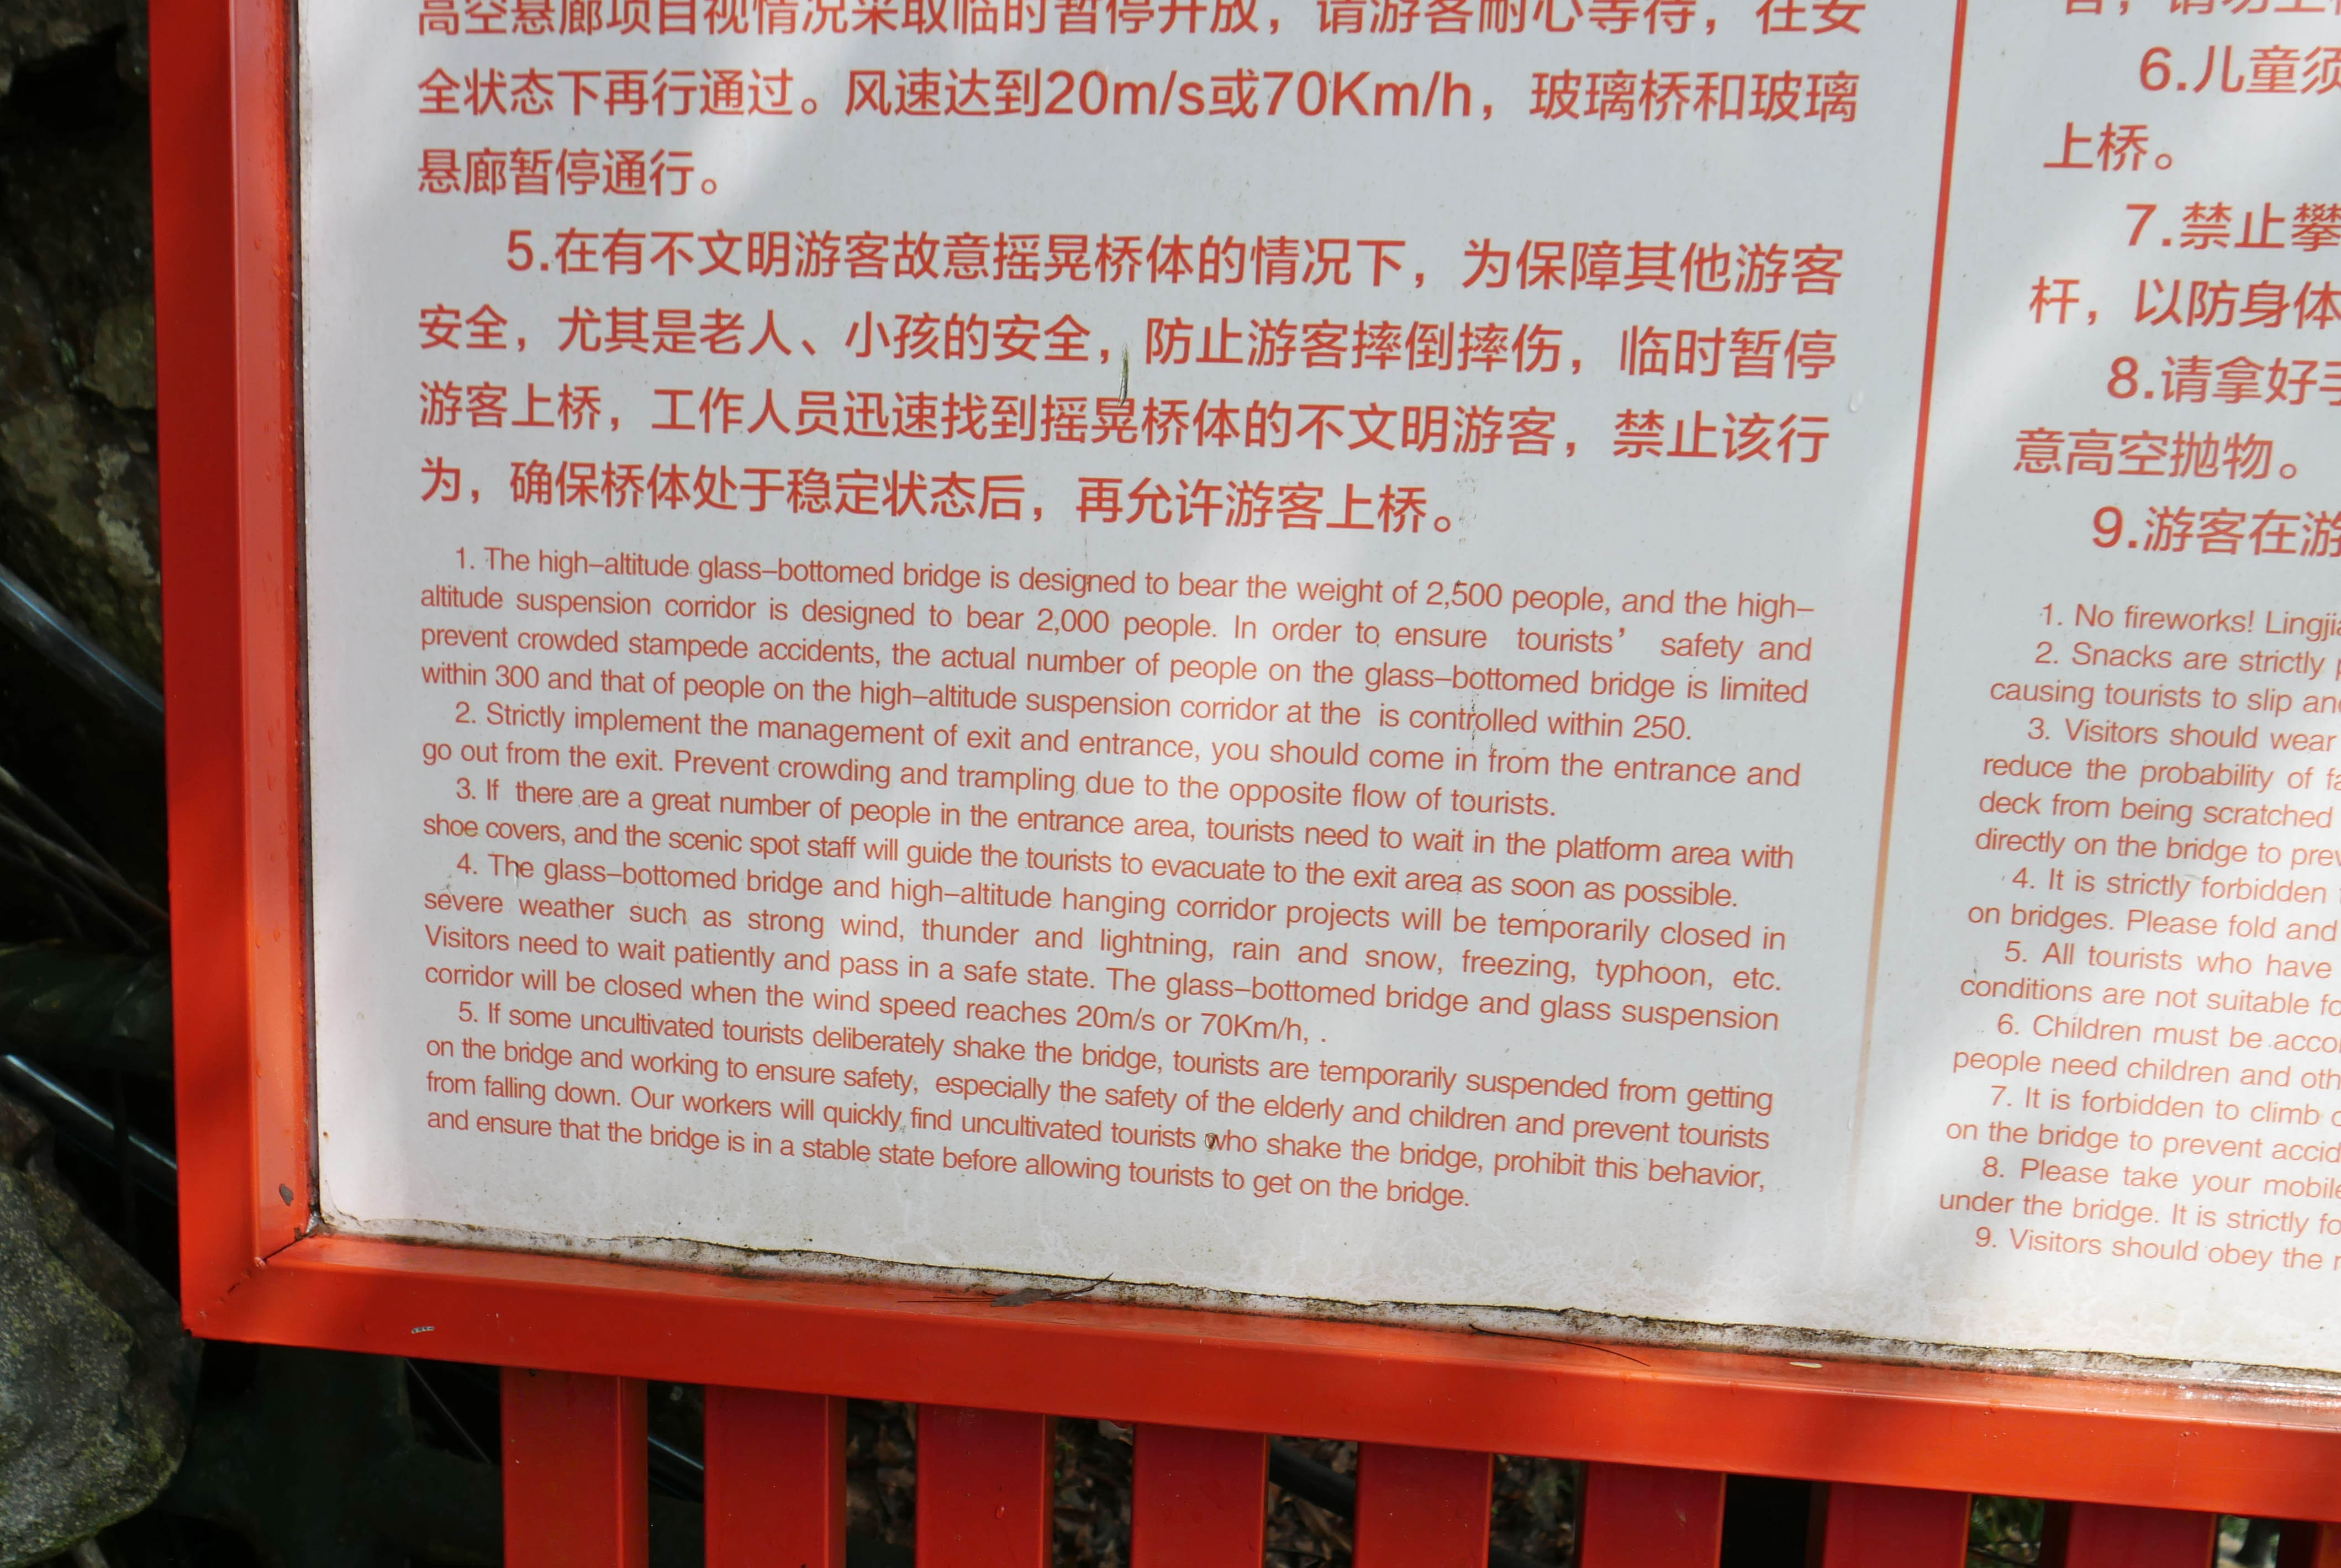 高空悬廊项目视情况采取临时暂停开放，请游客耐心等待，在安
全状态下再行通过。风速达到20m/s或70Km/h，玻璃桥和玻璃
悬廊暂停通行。
5.在有不文明游客故意摇晃桥体的情况下，为保障其他游客
安全，尤其是老人、小孩的安全，防止游客摔倒摔伤，临时暂停
游客上桥，工作人员迅速找到摇晃桥体的不文明游客，禁止该行
为，确保桥体处于稳定状态后，再允许游客上桥。
1. The high–altitude glass–bottomed bridge is designed to bear the weight of 2,500 people, and the high–
altitude suspension corridor is designed to bear 2,000 people. In order to ensure tourists’ safety and
prevent crowded stampede accidents, the actual number of people on the glass–bottomed bridge is limited
within 300 and that of people on the high–altitude suspension corridor at the is controlled within 250.
2. Strictly implement the management of exit and entrance, you should come in from the entrance and
go out from the exit. Prevent crowding and trampling due to the opposite flow of tourists.
3. If there are a great number of people in the entrance area, tourists need to wait in the platform area with
shoe covers, and the scenic spot staff will guide the tourists to evacuate to the exit area as soon as possible.
4. The glass–bottomed bridge and high–altitude hanging corridor projects will be temporarily closed in
severe weather such as strong wind, thunder and lightning, rain and snow, freezing, typhoon, etc.
Visitors need to wait patiently and pass in a safe state. The glass–bottomed bridge and glass suspension
corridor will be closed when the wind speed reaches 20m/s or 70Km/h, .
5. If some uncultivated tourists deliberately shake the bridge, tourists are temporarily suspended from getting
on the bridge and working to ensure safety, especially the safety of the elderly and children and prevent tourists
from falling down. Our workers will quickly find uncultivated tourists who shake the bridge, prohibit this behavior,
and ensure that the bridge is in a stable state before allowing tourists to get on the bridge.
6.儿童须
上桥。
7.禁止攀
杆，以防身体
8.请拿好手
意高空抛物。
9.游客在游
1. No fireworks! Lingji
2. Snacks are strictly
causing tourists to slip and
3. Visitors should wear
reduce the probability of
deck from being scratched
directly on the bridge to
4. It is strictly forbidden
on bridges. Please fold and
5. All tourists who have
conditions are not suitable
6. Children must be
people need children and
7. It is forbidden to climb
on the bridge to prevent
8. Please take your mobile
under the bridge. It is strictly
9. Visitors should obey the